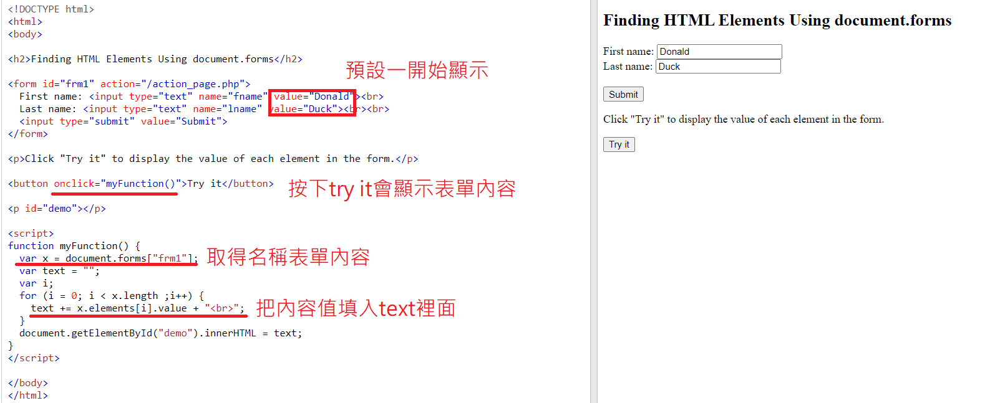 <!DOCTYPE html>
<html>
<body>
<h2>Finding HTML Elements Using document.forms</h2>
預設一開始顯示
<form id="frm1" action="/action_page.php">
First name: <input type="text" name="fname" value="Donald"><br>
Last name: <input type="text" name="lname" value="Duck"><br><br>
<input type="submit" value="Submit">
</form>
<p>Click "Try it" to display the value of each element in the form.</p>
<button onclick="myFunction()">Try it</button>
按下try it會顯示表單內容
<p id="demo"></p>
<script>
function myFunction() {
var x = document.forms["frm1"];
取得名稱表單內容
var text = "";
var i;
for (i = 0; i < x.length ;i++) {
text += x.elements[i].value + "<br>";
把內容值填入text裡面
}
document.getElementById("demo").innerHTML = text;
}
</script>
</body>
</html>
Finding HTML Elements Using document.forms
First name: Donald
Last name: Duck
Submit
Click "Try it" to display the value of each element in the form.
Try it